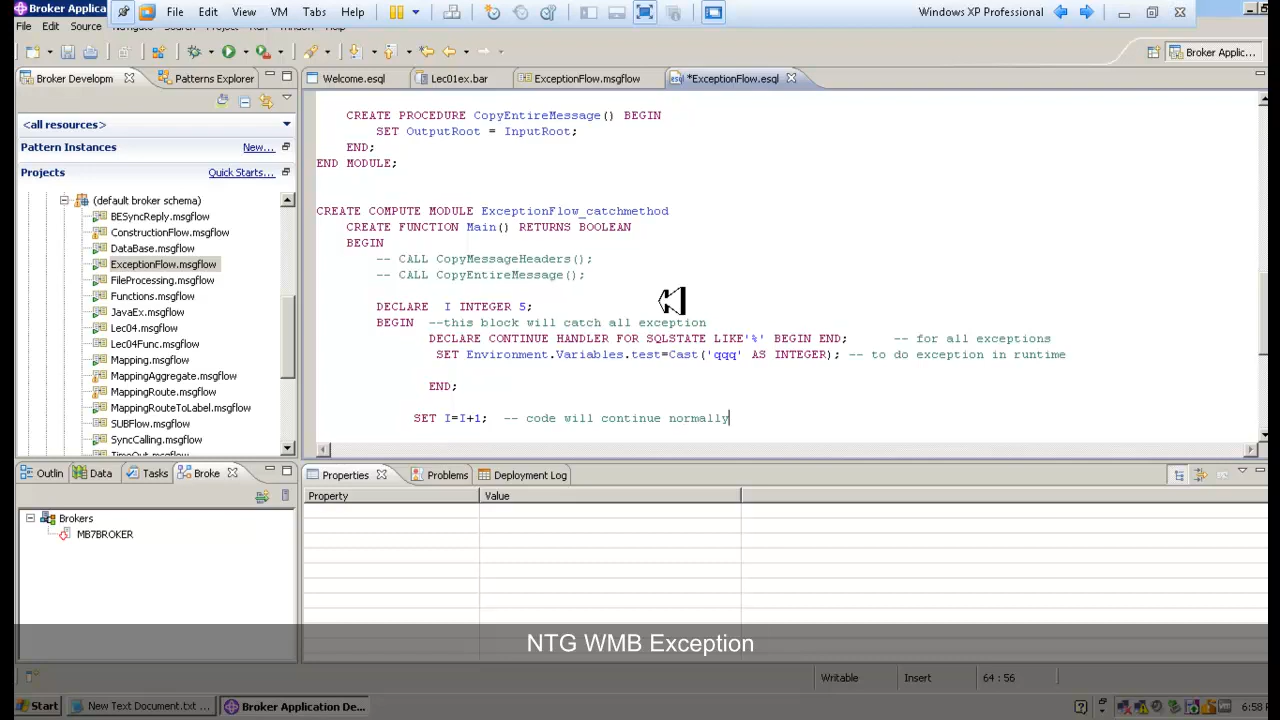 Broker Applica
File Edit View VM Tabs Help
Windows XP Professional
File Edit Source Navigate Search Project Run Window Help
Broker Applic...
Broker Developm
Patterns Explorer
Welcome.esql
Lec01ex.bar
ExceptionFlow.msgflow
*ExceptionFlow.esql
<all resources>
Pattern Instances
New...
Projects
Quick Starts...
(default broker schema)
BESyncReply.msgflow
ConstructionFlow.msgflow
DataBase.msgflow
ExceptionFlow.msgflow
FileProcessing.msgflow
Functions.msgflow
JavaEx.msgflow
Lec04.msgflow
Lec04Func.msgflow
Mapping.msgflow
MappingAggregate.msgflow
MappingRoute.msgflow
MappingRouteToLabel.msgflow
SUBFlow.msgflow
SyncCalling.msgflow
TimeOut.msgflow
CREATE PROCEDURE CopyEntireMessage() BEGIN
SET OutputRoot = InputRoot;
END;
END MODULE;
CREATE COMPUTE MODULE ExceptionFlow_catchmethod
CREATE FUNCTION Main() RETURNS BOOLEAN
BEGIN
-- CALL CopyMessageHeaders();
-- CALL CopyEntireMessage();
DECLARE I INTEGER 5;
BEGIN --this block will catch all exception
DECLARE CONTINUE HANDLER FOR SQLSTATE LIKE'%' BEGIN END; -- for all exceptions
SET Environment.Variables.test=Cast('qqq' AS INTEGER); -- to do exception in runtime
END;
SET I=I+1; -- code will continue normally
Outlin
Data
Tasks
Broke
Brokers
MB7BROKER
Properties
Problems
Deployment Log
Property Value
NTG WMB Exception
Writable
Insert
64 : 56
Start
New Text Document.txt ...
Broker Application De...
6:58